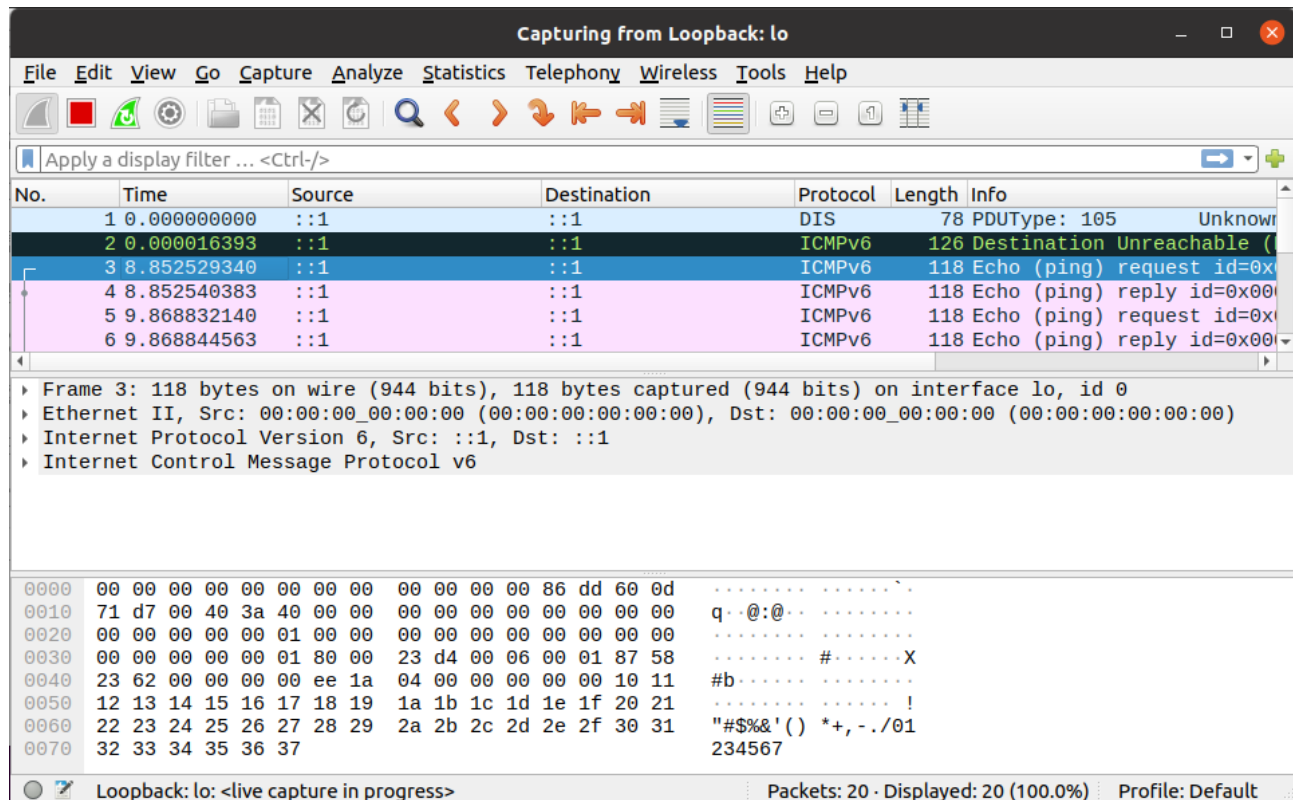 Capturing from Loopback: lo
File Edit View Go Capture Analyze Statistics Telephony Wireless Tools Help
Apply a display filter … <Ctrl-/>
No. Time Source Destination Protocol Length Info
1 0.000000000 ::1 ::1 DIS 78 PDUType: 105 Unknown
2 0.000016393 ::1 ::1 ICMPv6 126 Destination Unreachable (
3 8.852529340 ::1 ::1 ICMPv6 118 Echo (ping) request id=0x
4 8.852540383 ::1 ::1 ICMPv6 118 Echo (ping) reply id=0x00
5 9.868832140 ::1 ::1 ICMPv6 118 Echo (ping) request id=0x
6 9.868844563 ::1 ::1 ICMPv6 118 Echo (ping) reply id=0x00
Frame 3: 118 bytes on wire (944 bits), 118 bytes captured (944 bits) on interface lo, id 0
Ethernet II, Src: 00:00:00_00:00:00 (00:00:00:00:00:00), Dst: 00:00:00_00:00:00 (00:00:00:00:00:00)
Internet Protocol Version 6, Src: ::1, Dst: ::1
Internet Control Message Protocol v6
0000 00 00 00 00 00 00 00 00 00 00 00 00 86 dd 60 0d ········ ······`·
0010 71 d7 00 40 3a 40 00 00 00 00 00 00 00 00 00 00 q··@:@·· ········
0020 00 00 00 00 00 01 00 00 00 00 00 00 00 00 00 00 ········ ········
0030 00 00 00 00 00 01 80 00 23 d4 00 06 00 01 87 58 ········ #······X
0040 23 62 00 00 00 00 ee 1a 04 00 00 00 00 00 10 11 #b······ ········
0050 12 13 14 15 16 17 18 19 1a 1b 1c 1d 1e 1f 20 21 ········ ······ !
0060 22 23 24 25 26 27 28 29 2a 2b 2c 2d 2e 2f 30 31 "#$%&'() *+,-./01
0070 32 33 34 35 36 37 234567
Loopback: lo: <live capture in progress> Packets: 20 · Displayed: 20 (100.0%) Profile: Default